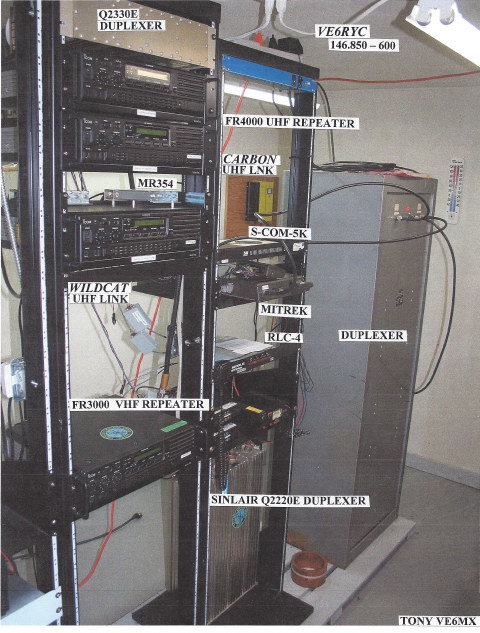 Q2330E
DUPLEXER
VE6RYC
146.850 – 600
FR4000 UHF REPEATER
CARBON
UHF LNK
MR354
S-COM-5K
WILDCAT
UHF LINK
MITREK
RLC-4
DUPLEXER
FR3000 VHF REPEATER
SINLAIR Q2220E DUPLEXER
TONY VE6MX